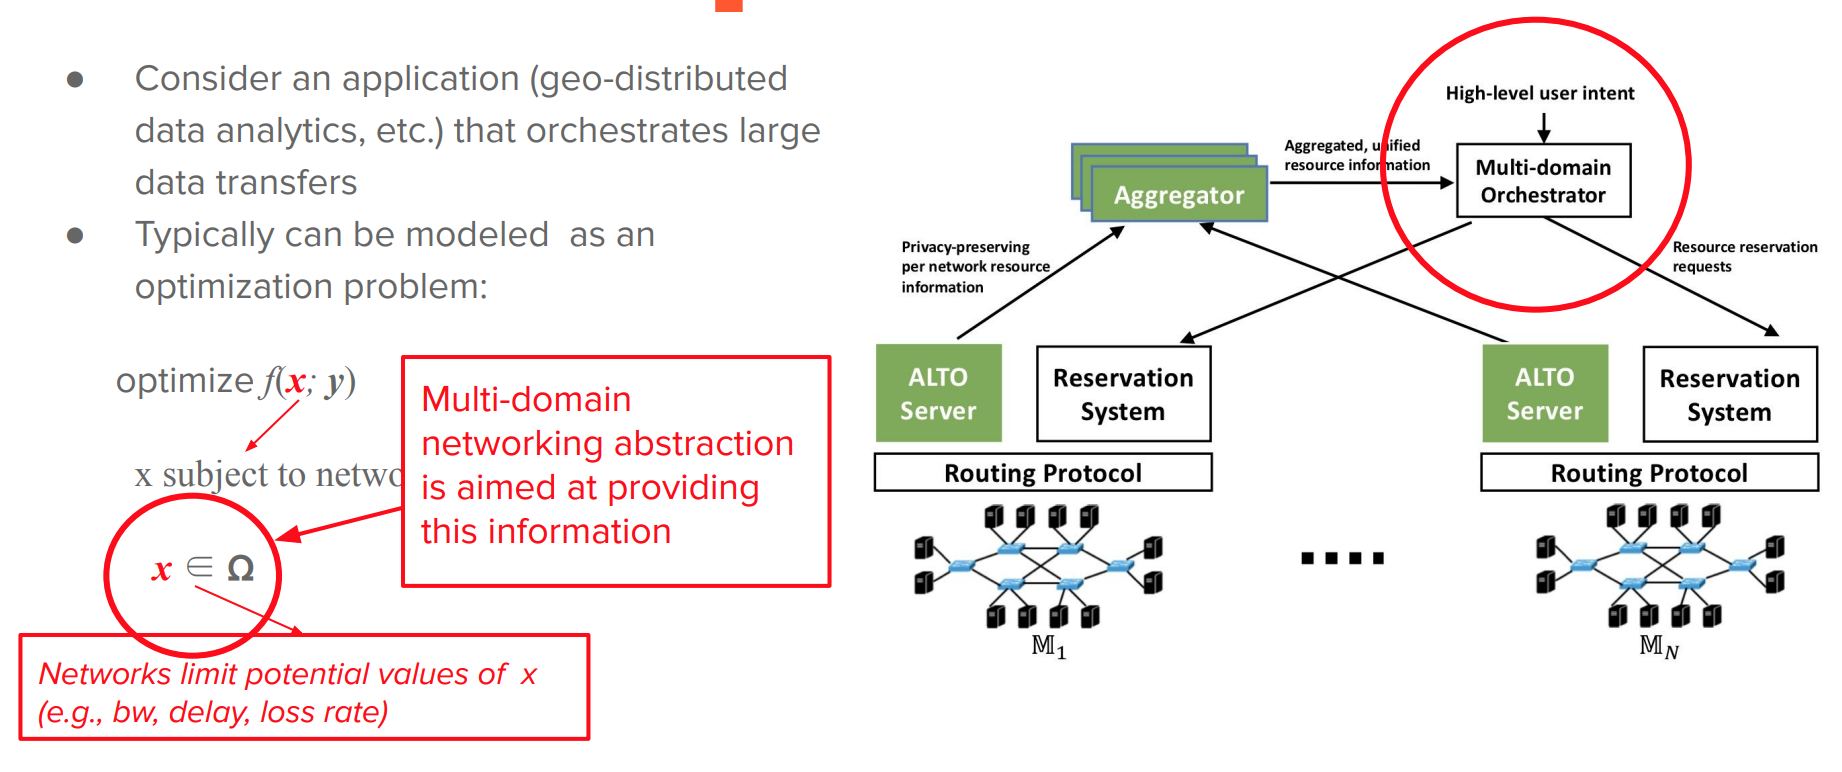 ● Consider an application (geo-distributed
data analytics, etc.) that orchestrates large
data transfers
● Typically can be modeled as an
optimization problem:
optimize f(x; y)
x subject to netwo
x ∈ Ω
Multi-domain
networking abstraction
is aimed at providing
this information
Networks limit potential values of x
(e.g., bw, delay, loss rate)
High-level user intent
Aggregated, unified
resource information
Multi-domain
Orchestrator
Aggregator
Privacy-preserving
per network resource
information
Resource reservation
requests
ALTO
Server
Reservation
System
Routing Protocol
𝕄1
ALTO
Server
Reservation
System
Routing Protocol
𝕄N